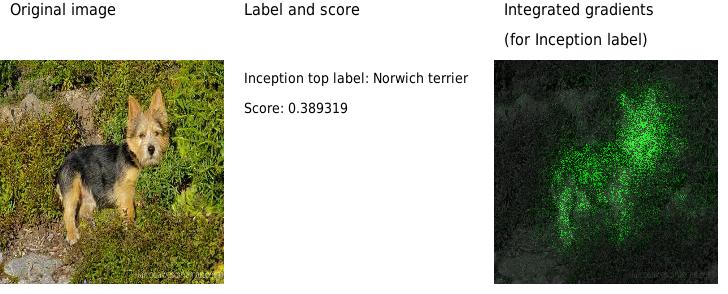 Original image
Label and score
Integrated gradients
(for Inception label)
Inception top label: Norwich terrier
Score: 0.389319